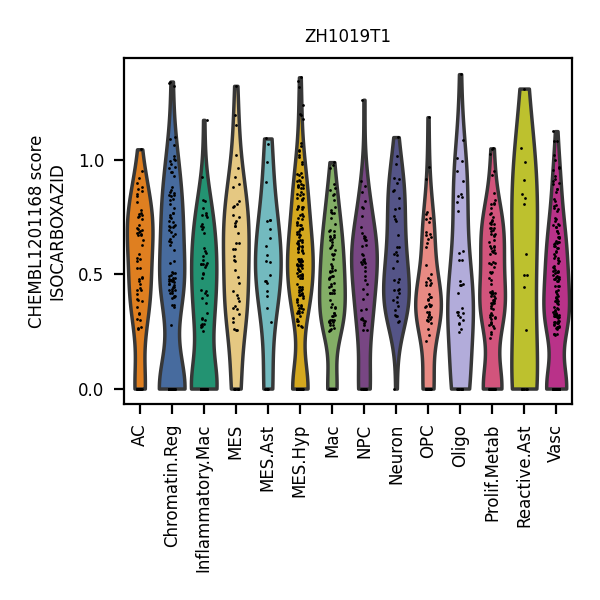 ZH1019T1
CHEMBL1201168 score
ISOCARBOXAZID
1.0
0.5
0.0
AC
Chromatin.Reg
Inflammatory.Mac
MES
MES.Ast
MES.Hyp
Mac
NPC
Neuron
OPC
Oligo
Prolif.Metab
Reactive.Ast
Vasc